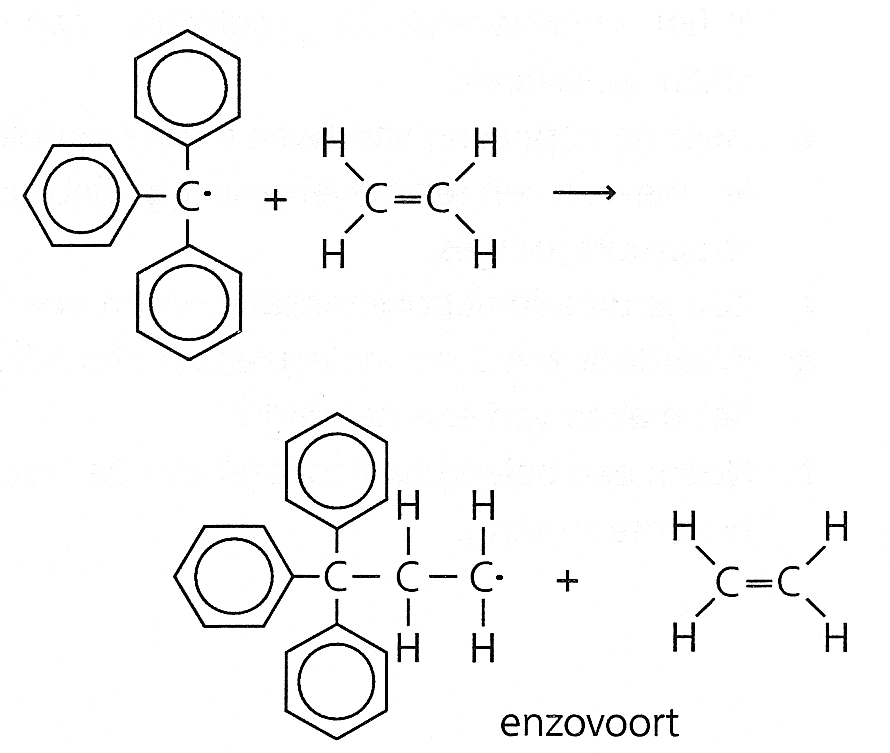 H H
C· + C=C →
H H
H H H H
C – C – C· + C=C
H H H H
enzovoort